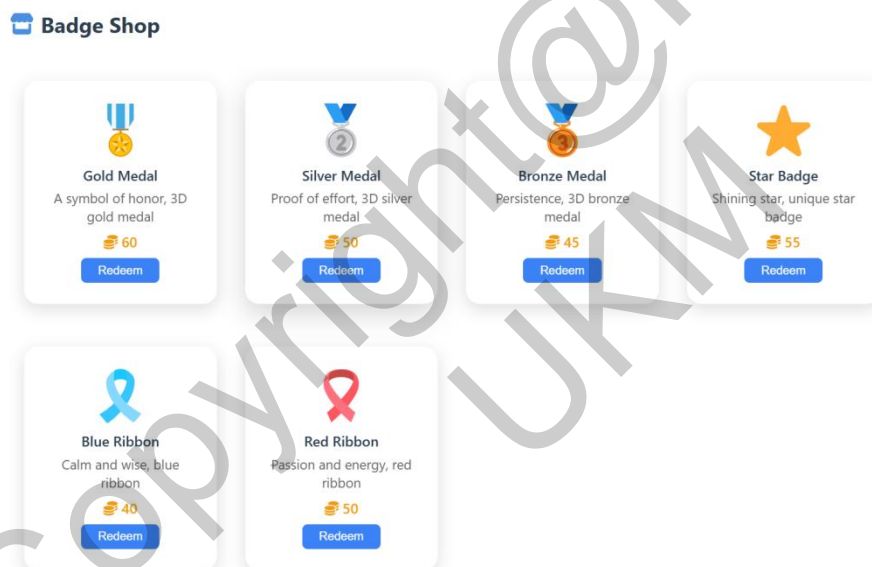 Badge Shop
2
3
Gold Medal
A symbol of honor, 3D
gold medal
60
Redeem
Silver Medal
Proof of effort, 3D silver
medal
50
Redeem
Bronze Medal
Persistence, 3D bronze
medal
45
Redeem
Star Badge
Shining star, unique star
badge
55
Redeem
Blue Ribbon
Calm and wise, blue
ribbon
40
Redeem
Red Ribbon
Passion and energy, red
ribbon
50
Redeem
Copyright@
UKM